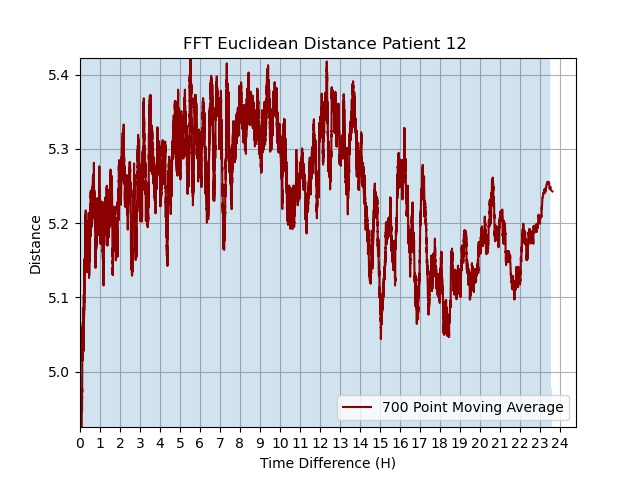 FFT Euclidean Distance Patient 12
5.4
5.3
5.2
5.1
5.0
Distance
700 Point Moving Average
0 1 2 3 4 5 6 7 8 9 10 11 12 13 14 15 16 17 18 19 20 21 22 23 24
Time Difference (H)